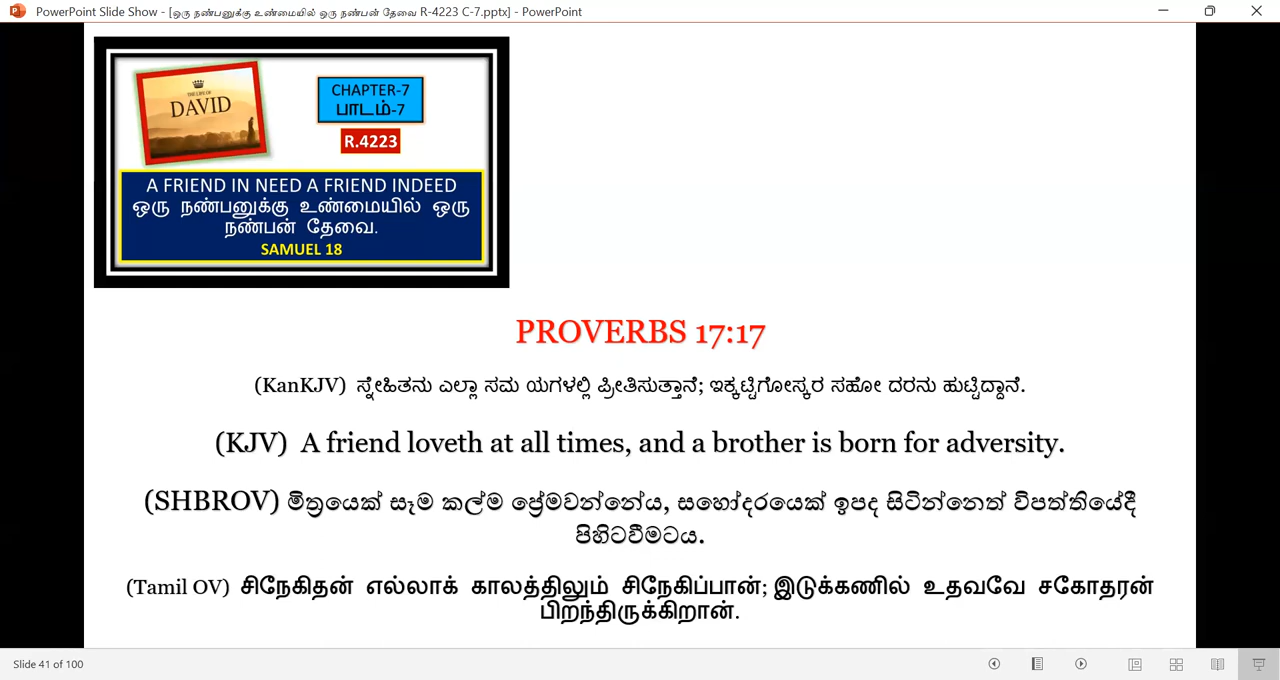 PowerPoint Slide Show - [ஒரு நண்பனுக்கு உண்மையில் ஒரு நண்பன் தேவை R-4223 C-7.pptx] - PowerPoint
THE LIFE OF
DAVID
CHAPTER-7
பாடம்-7
R.4223
A FRIEND IN NEED A FRIEND INDEED
ஒரு நண்பனுக்கு உண்மையில் ஒரு
நண்பன் தேவை.
SAMUEL 18
PROVERBS 17:17
(KanKJV) ಸ್ನೇಹಿತನು ಎಲ್ಲಾ ಸಮ ಯಗಳಲ್ಲಿ ಪ್ರೀತಿಸುತ್ತಾನೆ; ಇಕ್ಕಟ್ಟಿಗೋಸ್ಕರ ಸಹೋ ದರನು ಹುಟ್ಟಿದ್ದಾನೆ.
(KJV) A friend loveth at all times, and a brother is born for adversity.
(SHBROV) මිත්‍රයෙක් සෑම කල්ම ප්‍රේමවන්නේය, සහෝදරයෙක් ඉපද සිටින්නෙත් විපත්තියේදී
පිහිටවීමටය.
(Tamil OV) சிநேகிதன் எல்லாக் காலத்திலும் சிநேகிப்பான்; இடுக்கணில் உதவவே சகோதரன்
பிறந்திருக்கிறான்.
Slide 41 of 100